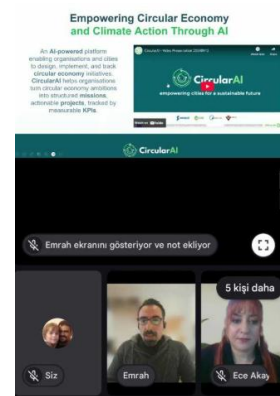 Empowering Circular Economy
and Climate Action Through AI
An AI-powered platform
enabling organisations and cities
to design, implement, and track
circular economy initiatives.
CircularAI helps organisations
turn circular economy ambitions
into structured missions,
actionable projects, tracked by
measurable KPIs.
CircularAI
empowering cities for a sustainable future
CircularAI
Emrah ekranını gösteriyor ve not ekliyor
5 kişi daha
Siz
Emrah
Ece Akay